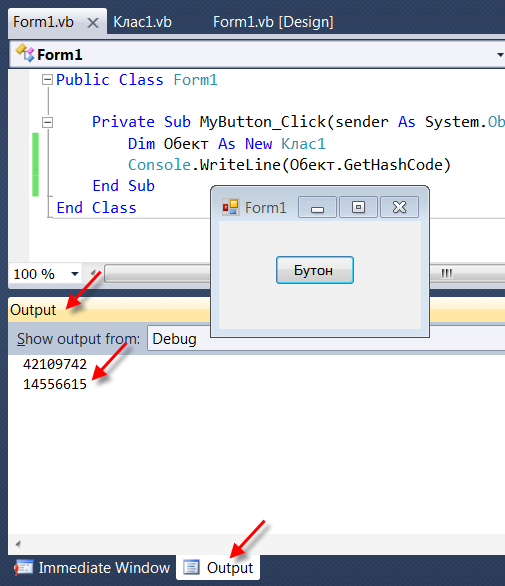 Form1.vb Клас1.vb Form1.vb [Design]
Form1
Public Class Form1
Private Sub MyButton_Click(sender As System.Ob
Dim Обект As New Клас1
Console.WriteLine(Обект.GetHashCode)
End Sub
End Class
Form1
Бутон
100 %
Output
Show output from: Debug
42109742
14556615
Immediate Window Output